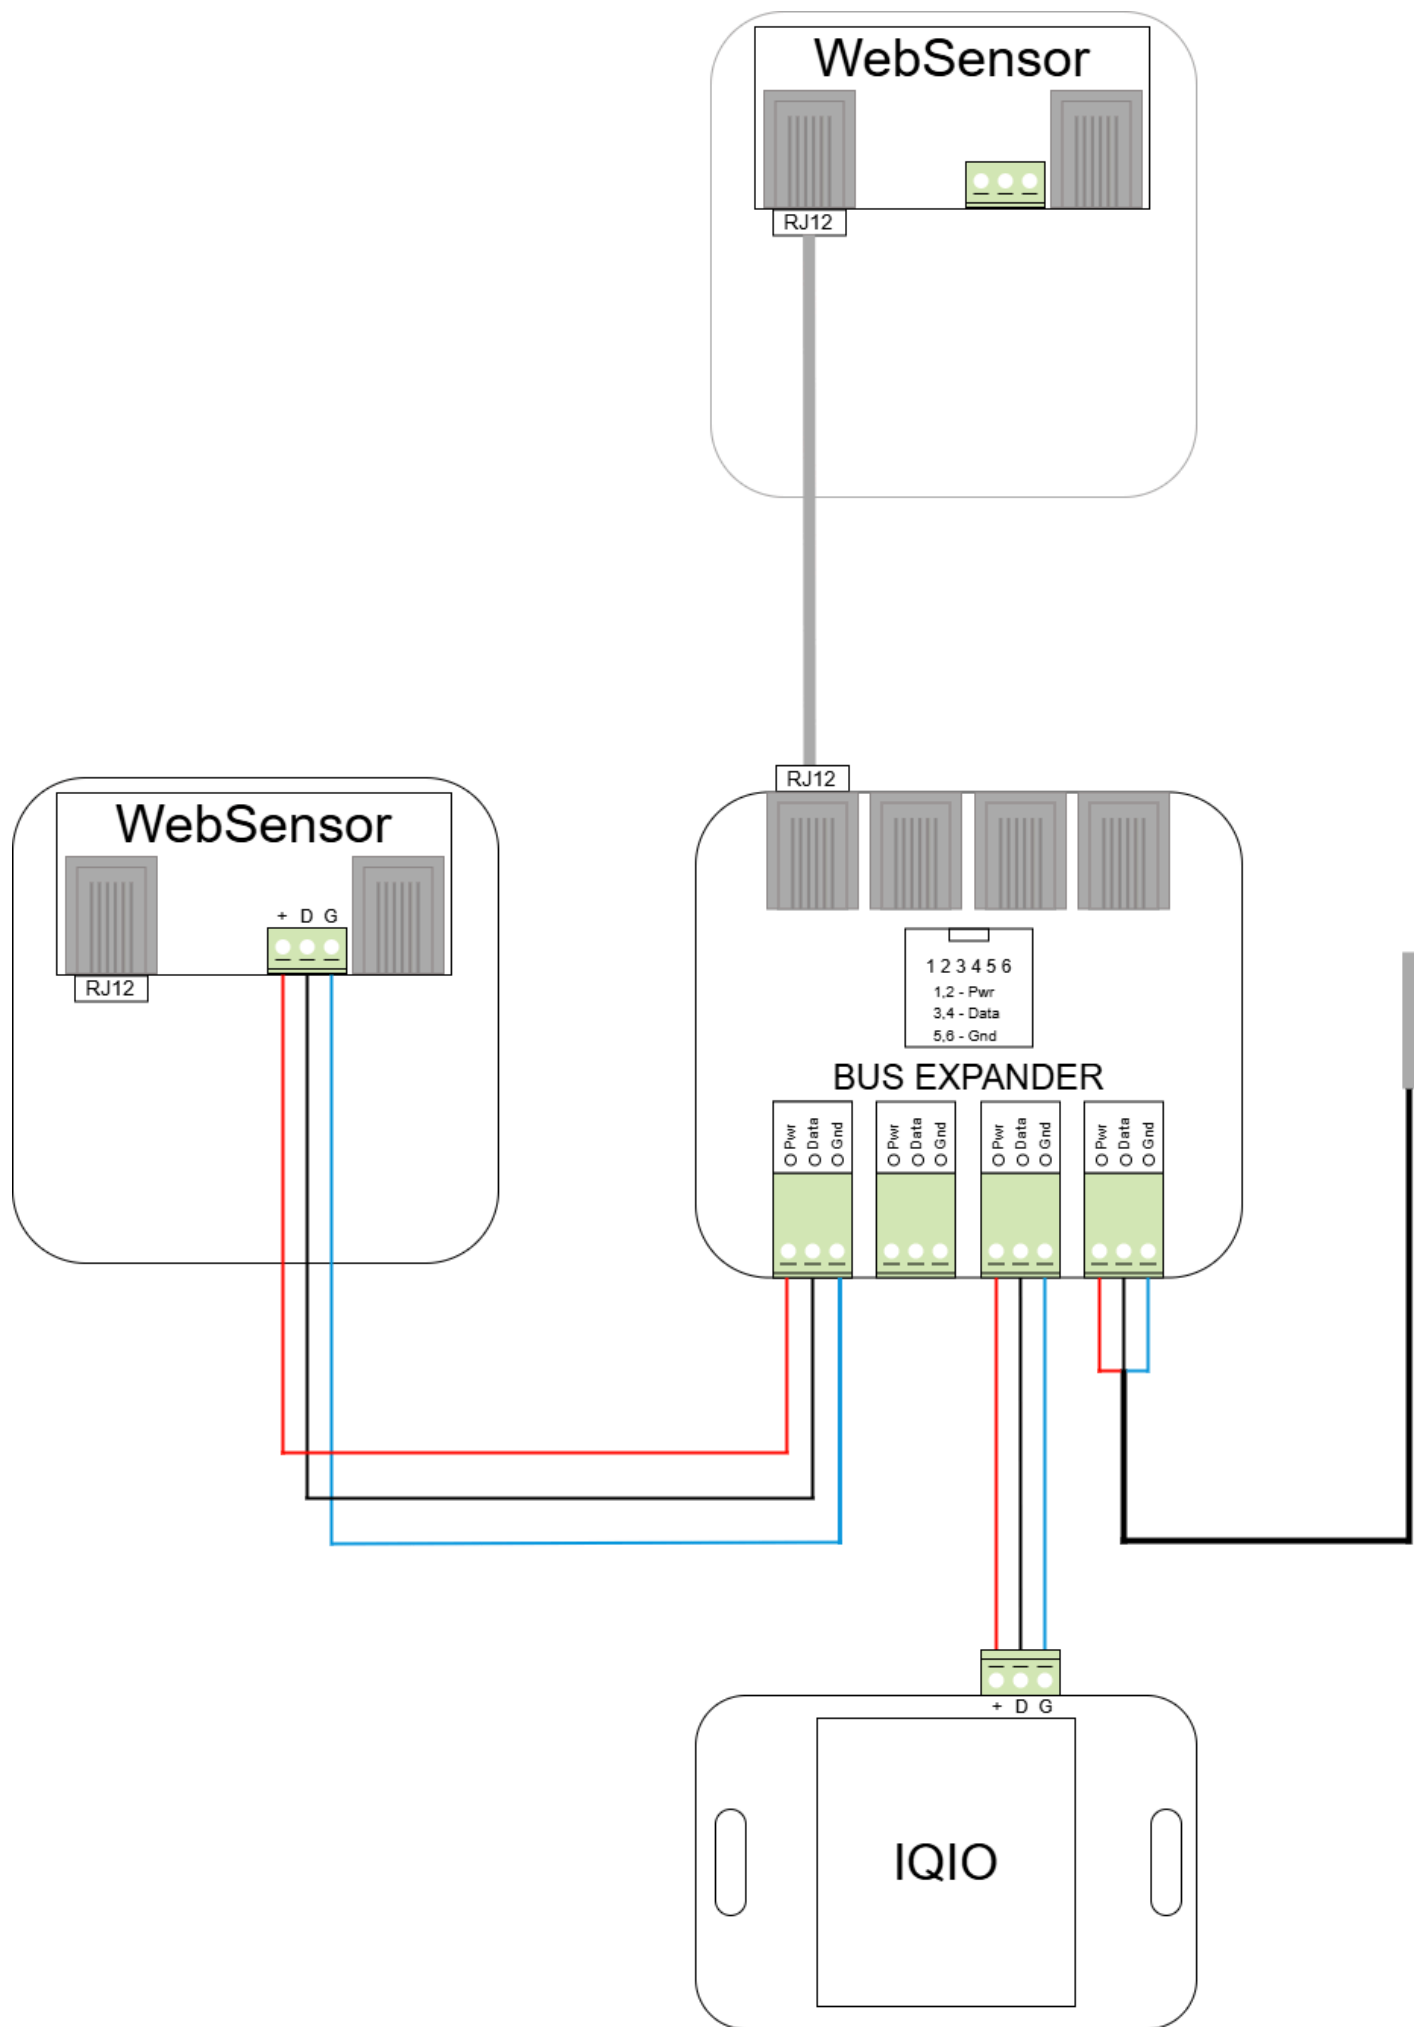 WebSensor
RJ12
RJ12
WebSensor
+ D G
RJ12
1 2 3 4 5 6
1,2 - Pwr
3,4 - Data
5,6 - Gnd
BUS EXPANDER
Pwr Data Gnd
Pwr Data Gnd
Pwr Data Gnd
Pwr Data Gnd
+ D G
IQIO